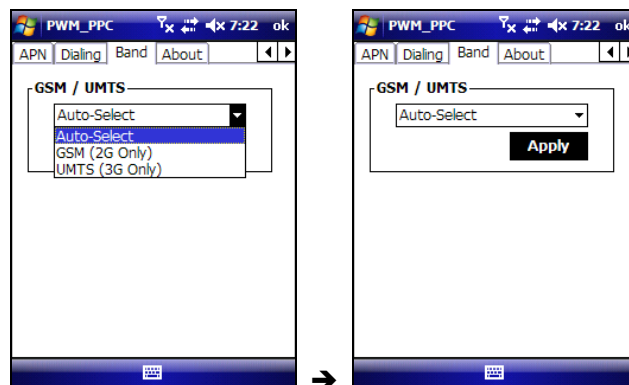 PWM_PPC 7:22 ok
APN Dialing Band About
GSM / UMTS
Auto-Select
Auto-Select
GSM (2G Only)
UMTS (3G Only)
➔
PWM_PPC 7:22 ok
APN Dialing Band About
GSM / UMTS
Auto-Select
Apply